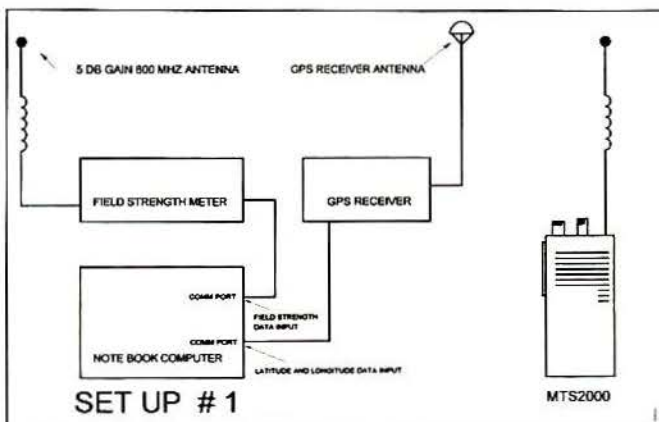 5 DB GAIN 800 MHZ ANTENNA
GPS RECEIVER ANTENNA
FIELD STRENGTH METER
GPS RECEIVER
COMM PORT
FIELD STRENGTH
DATA INPUT
COMM PORT
NOTE BOOK COMPUTER
LATITUDE AND LONGITUDE DATA INPUT
SET UP # 1
MTS2000